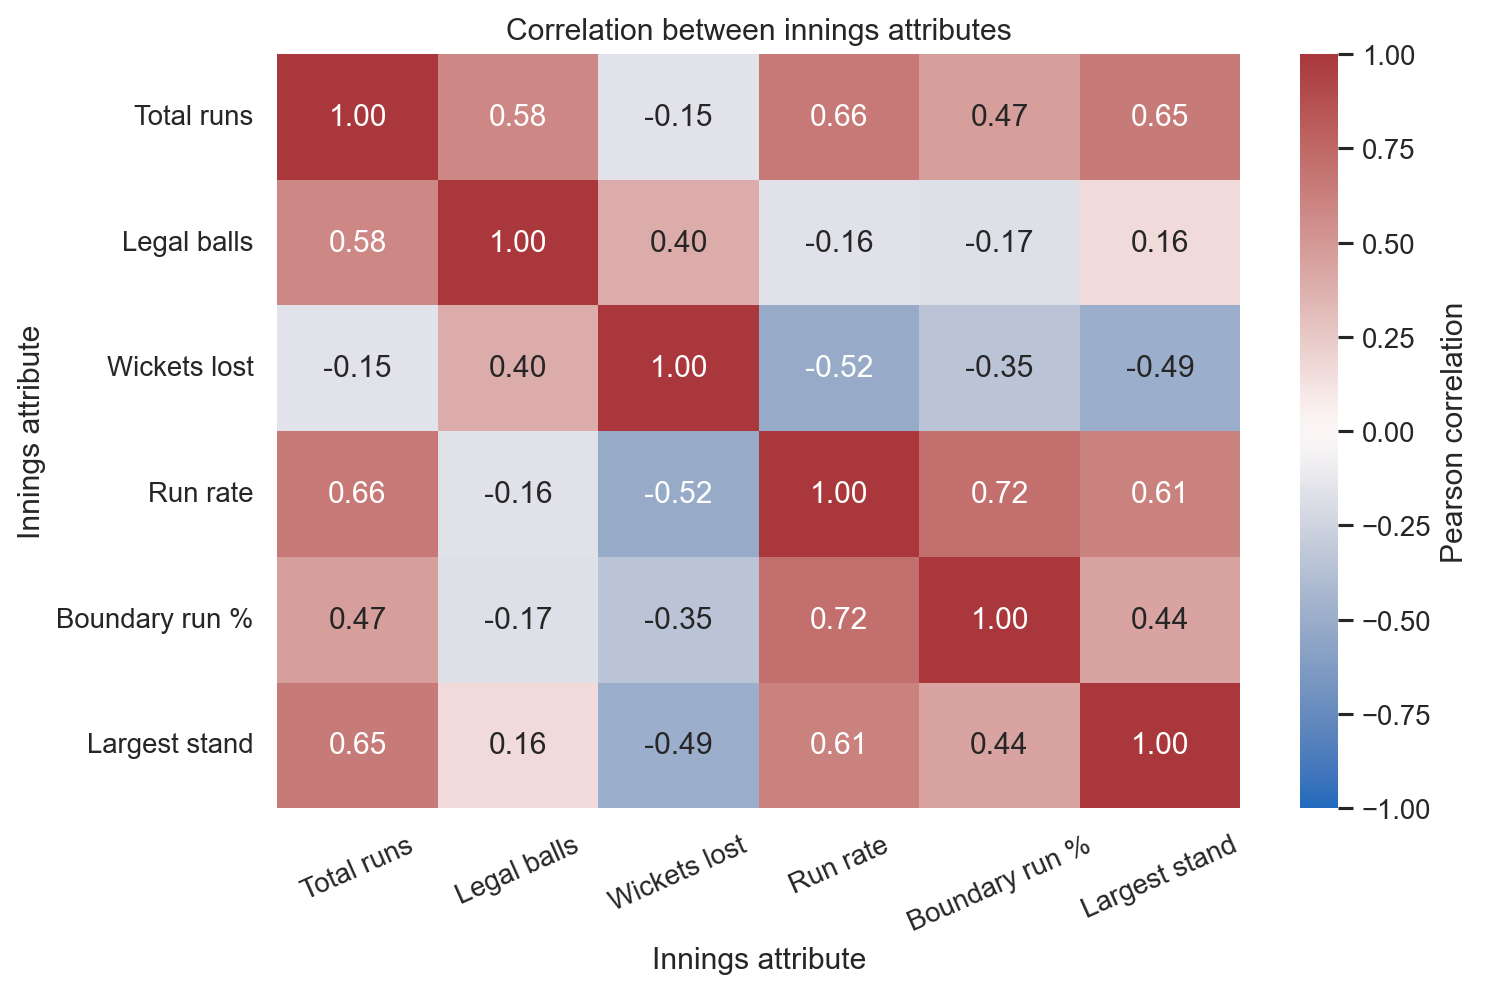 Correlation between innings attributes
Innings attribute
Total runs 1.00 0.58 -0.15 0.66 0.47 0.65
Legal balls 0.58 1.00 0.40 -0.16 -0.17 0.16
Wickets lost -0.15 0.40 1.00 -0.52 -0.35 -0.49
Run rate 0.66 -0.16 -0.52 1.00 0.72 0.61
Boundary run % 0.47 -0.17 -0.35 0.72 1.00 0.44
Largest stand 0.65 0.16 -0.49 0.61 0.44 1.00
Total runs Legal balls Wickets lost Run rate Boundary run % Largest stand
Innings attribute
1.00
0.75
0.50
0.25
0.00
−0.25
−0.50
−0.75
−1.00
Pearson correlation